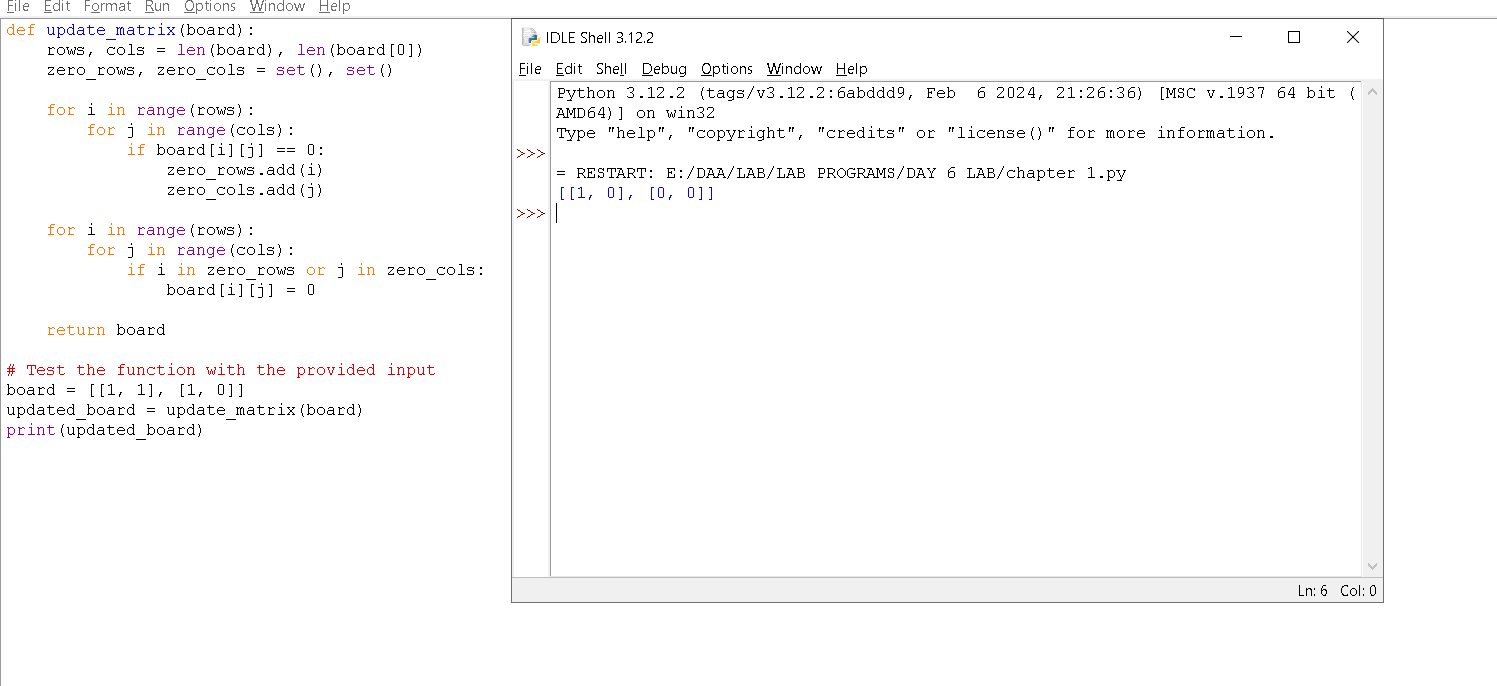 File Edit Format Run Options Window Help
def update_matrix(board):
    rows, cols = len(board), len(board[0])
    zero_rows, zero_cols = set(), set()
    for i in range(rows):
        for j in range(cols):
            if board[i][j] == 0:
                zero_rows.add(i)
                zero_cols.add(j)
    for i in range(rows):
        for j in range(cols):
            if i in zero_rows or j in zero_cols:
                board[i][j] = 0
    return board
# Test the function with the provided input
board = [[1, 1], [1, 0]]
updated_board = update_matrix(board)
print(updated_board)
IDLE Shell 3.12.2
File Edit Shell Debug Options Window Help
Python 3.12.2 (tags/v3.12.2:6abddd9, Feb  6 2024, 21:26:36) [MSC v.1937 64 bit (
AMD64)] on win32
Type "help", "copyright", "credits" or "license()" for more information.
>>>
= RESTART: E:/DAA/LAB/LAB PROGRAMS/DAY 6 LAB/chapter 1.py
[[1, 0], [0, 0]]
>>>
Ln: 6 Col: 0